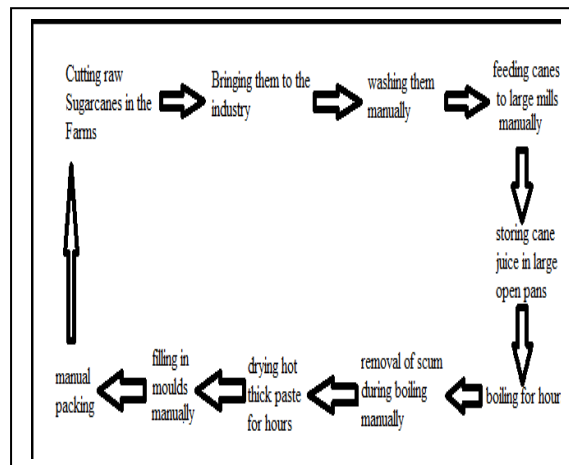 Cutting raw
Sugarcanes in the
Farms
Bringing them to the
industry
washing them
manually
feeding canes
to large mills
manually
storing cane
juice in large
open pans
boiling for hour
removal of scum
during boiling
manually
drying hot
thick paste
for hours
filling in
moulds
manually
manual
packing